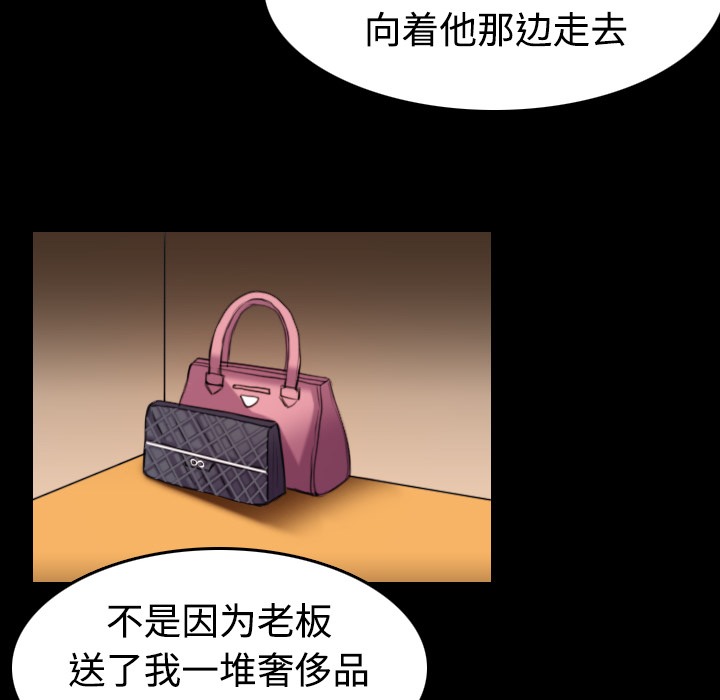 向着他那边走去
不是因为老板
送了我一堆奢侈品